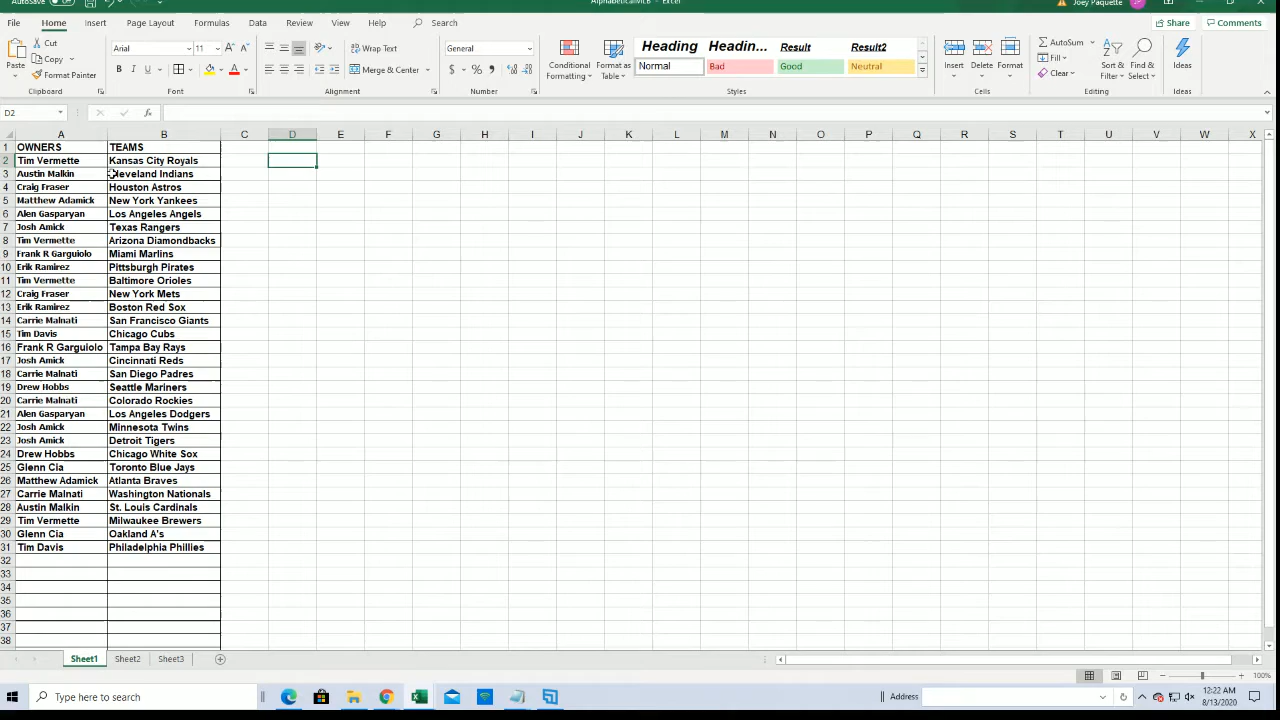 AutoSave
AlphabeticalMLB - Excel
Joey Paquette
File Home Insert Page Layout Formulas Data Review View Help Search Share Comments
Paste Cut Copy Format Painter Clipboard
Arial 11 B I U A Font
Wrap Text Merge & Center Alignment
General $ % Number
Conditional Formatting Format as Table Heading Headin... Result Result2 Normal Bad Good Neutral Styles
Insert Delete Format Cells
AutoSum Fill Clear Sort & Filter Find & Select Editing
Ideas Ideas
D2 fx
A B C D E F G H I J K L M N O P Q R S T U V W X
1 OWNERS TEAMS
2 Tim Vermette Kansas City Royals
3 Austin Malkin Cleveland Indians
4 Craig Fraser Houston Astros
5 Matthew Adamick New York Yankees
6 Alen Gasparyan Los Angeles Angels
7 Josh Amick Texas Rangers
8 Tim Vermette Arizona Diamondbacks
9 Frank R Garguiolo Miami Marlins
10 Erik Ramirez Pittsburgh Pirates
11 Tim Vermette Baltimore Orioles
12 Craig Fraser New York Mets
13 Erik Ramirez Boston Red Sox
14 Carrie Malnati San Francisco Giants
15 Tim Davis Chicago Cubs
16 Frank R Garguiolo Tampa Bay Rays
17 Josh Amick Cincinnati Reds
18 Carrie Malnati San Diego Padres
19 Drew Hobbs Seattle Mariners
20 Carrie Malnati Colorado Rockies
21 Alen Gasparyan Los Angeles Dodgers
22 Josh Amick Minnesota Twins
23 Josh Amick Detroit Tigers
24 Drew Hobbs Chicago White Sox
25 Glenn Cia Toronto Blue Jays
26 Matthew Adamick Atlanta Braves
27 Carrie Malnati Washington Nationals
28 Austin Malkin St. Louis Cardinals
29 Tim Vermette Milwaukee Brewers
30 Glenn Cia Oakland A's
31 Tim Davis Philadelphia Phillies
32
33
34
35
36
37
38
Sheet1 Sheet2 Sheet3
100%
Type here to search Address 12:22 AM
8/13/2020